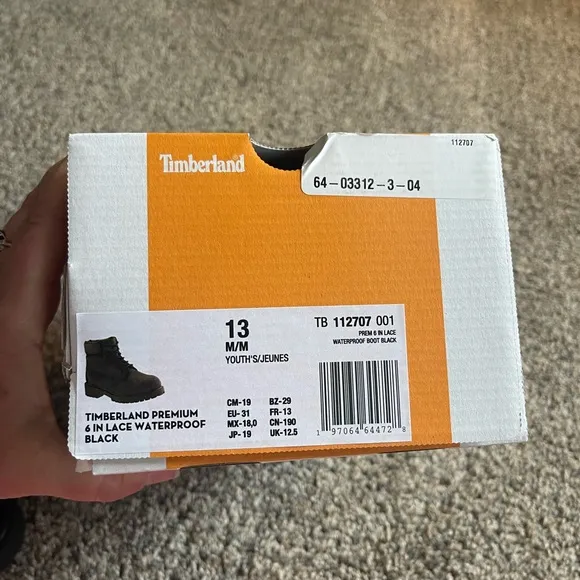 112707
Timberland
64-03312-3-04
13
M/M
YOUTH'S/JEUNES
TB 112707 001
PREM 6 IN LACE
WATERPROOF BOOT BLACK
TIMBERLAND PREMIUM
6 IN LACE WATERPROOF
BLACK
CM-19 BZ-29
EU-31 FR-13
MX-18,0 CN-190
JP-19 UK-12.5
1 97064 64472 8